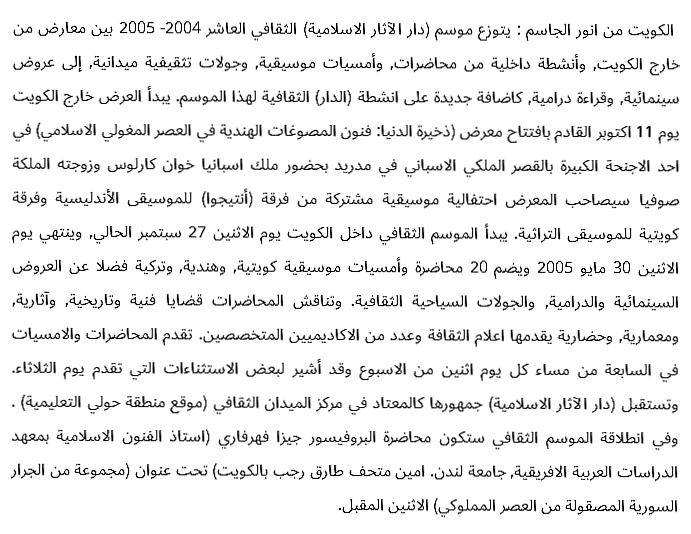 الكويت من انور الجاسم : يتوزع موسم (دار الآثار الاسلامية) الثقافي العاشر 2004- 2005 بين معارض من
خارج الكويت, وأنشطة داخلية من محاضرات, وأمسيات موسيقية, وجولات تثقيفية ميدانية, إلى عروض
سينمائية, وقراءة درامية, كاضافة جديدة على انشطة (الدار) الثقافية لهذا الموسم. يبدأ العرض خارج الكويت
يوم 11 اكتوبر القادم بافتتاح معرض (ذخيرة الدنيا: فنون المصوغات الهندية في العصر المغولي الاسلامي) في
احد الاجنحة الكبيرة بالقصر الملكي الاسباني في مدريد بحضور ملك اسبانيا خوان كارلوس وزوجته الملكة
صوفيا سيصاحب المعرض احتفالية موسيقية مشتركة من فرقة (أنتيجوا) للموسيقى الأندليسية وفرقة
كويتية للموسيقى التراثية. يبدأ الموسم الثقافي داخل الكويت يوم الاثنين 27 سبتمبر الحالي, وينتهي يوم
الاثنين 30 مايو 2005 ويضم 20 محاضرة وأمسيات موسيقية كويتية, وهندية, وتركية فضلا عن العروض
السينمائية والدرامية, والجولات السياحية الثقافية. وتناقش المحاضرات قضايا فنية وتاريخية, وآثارية,
ومعمارية, وحضارية يقدمها اعلام الثقافة وعدد من الاكاديميين المتخصصين. تقدم المحاضرات والامسيات
في السابعة من مساء كل يوم اثنين من الاسبوع وقد أشير لبعض الاستثناءات التي تقدم يوم الثلاثاء.
وتستقبل (دار الآثار الاسلامية) جمهورها كالمعتاد في مركز الميدان الثقافي (موقع منطقة حولي التعليمية) .
وفي انطلاقة الموسم الثقافي ستكون محاضرة البروفيسور جيزا فهرفاري (استاذ الفنون الاسلامية بمعهد
الدراسات العربية الافريقية, جامعة لندن. امين متحف طارق رجب بالكويت) تحت عنوان (مجموعة من الجرار
السورية المصقولة من العصر المملوكي) الاثنين المقبل.